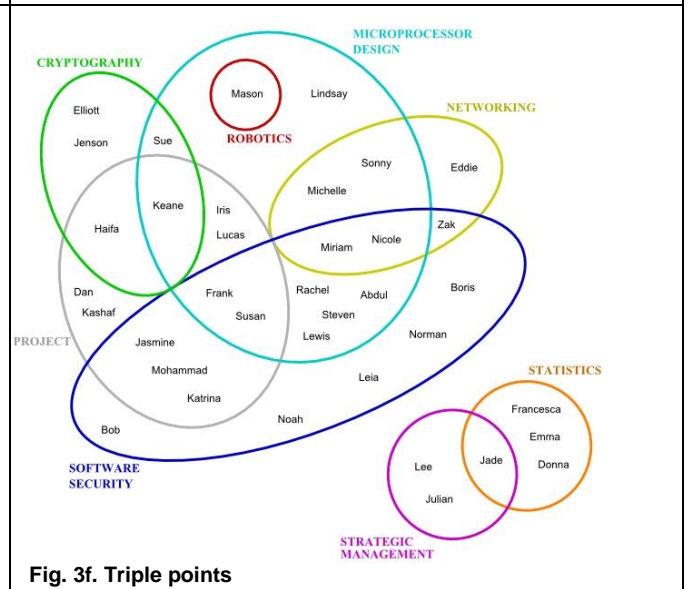 MICROPROCESSOR
DESIGN
CRYPTOGRAPHY
Mason
Lindsay
Elliott
NETWORKING
ROBOTICS
Jenson
Sue
Sonny
Eddie
Michelle
Keane
Iris
Haifa
Lucas
Zak
Miriam
Nicole
Dan
Frank
Rachel
Abdul
Boris
Kashaf
Susan
Steven
PROJECT
Jasmine
Lewis
Norman
Mohammad
Leia
STATISTICS
Katrina
Francesca
Bob
Noah
Emma
SOFTWARE
SECURITY
Lee
Jade
Donna
Julian
STRATEGIC
MANAGEMENT
Fig. 3f. Triple points